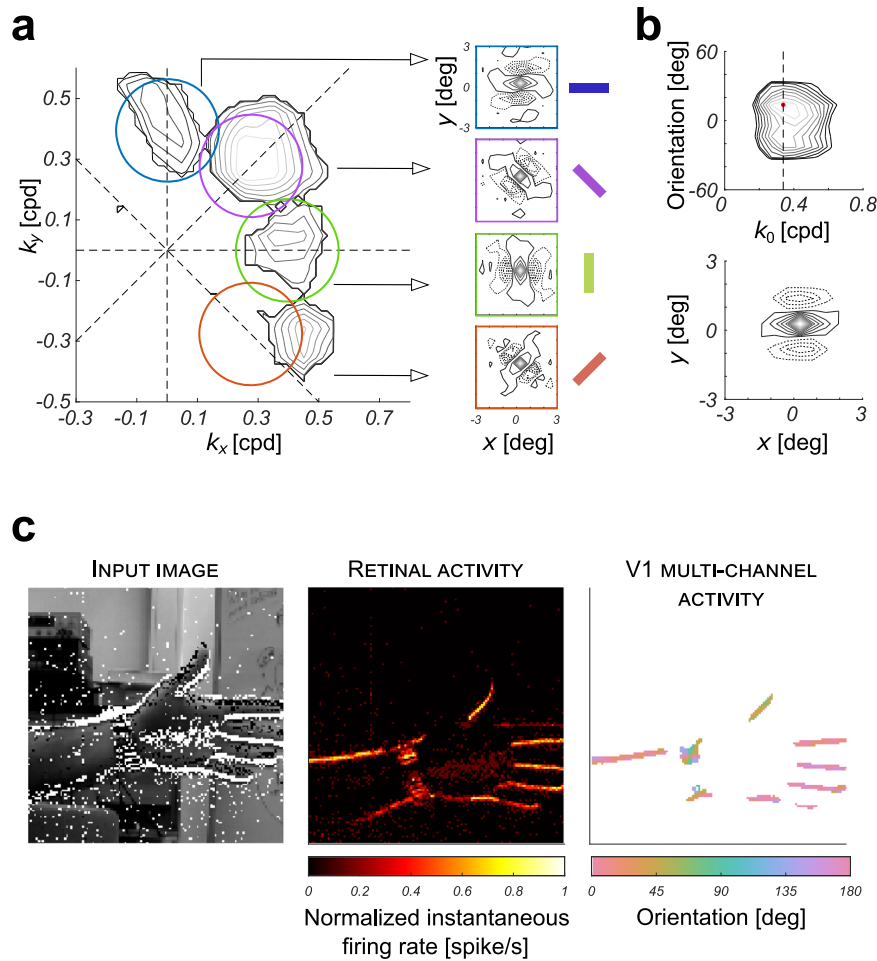 a
b
y [deg]
3
-3
60
0
-60
Orientation [deg]
0
0.4
0.8
k0 [cpd]
0.5
0.3
0.1
-0.1
-0.3
-0.5
ky [cpd]
-0.3
-0.1
0.1
0.3
0.5
0.7
kx [cpd]
-3
0
3
x [deg]
3
0
-3
y [deg]
-3
0
3
x [deg]
c
INPUT IMAGE
RETINAL ACTIVITY
V1 MULTI-CHANNEL
ACTIVITY
0
0.2
0.4
0.6
0.8
1
Normalized instantaneous
firing rate [spike/s]
0
45
90
135
180
Orientation [deg]